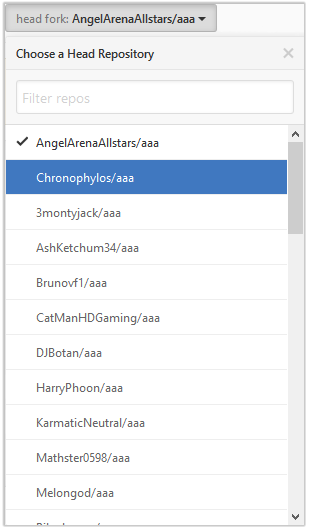 head fork: AngelArenaAllstars/aaa
Choose a Head Repository
Filter repos
AngelArenaAllstars/aaa
Chronophylos/aaa
3montyjack/aaa
AshKetchum34/aaa
Brunovf1/aaa
CatManHDGaming/aaa
DJBotan/aaa
HarryPhoon/aaa
KarmaticNeutral/aaa
Mathster0598/aaa
Melongod/aaa